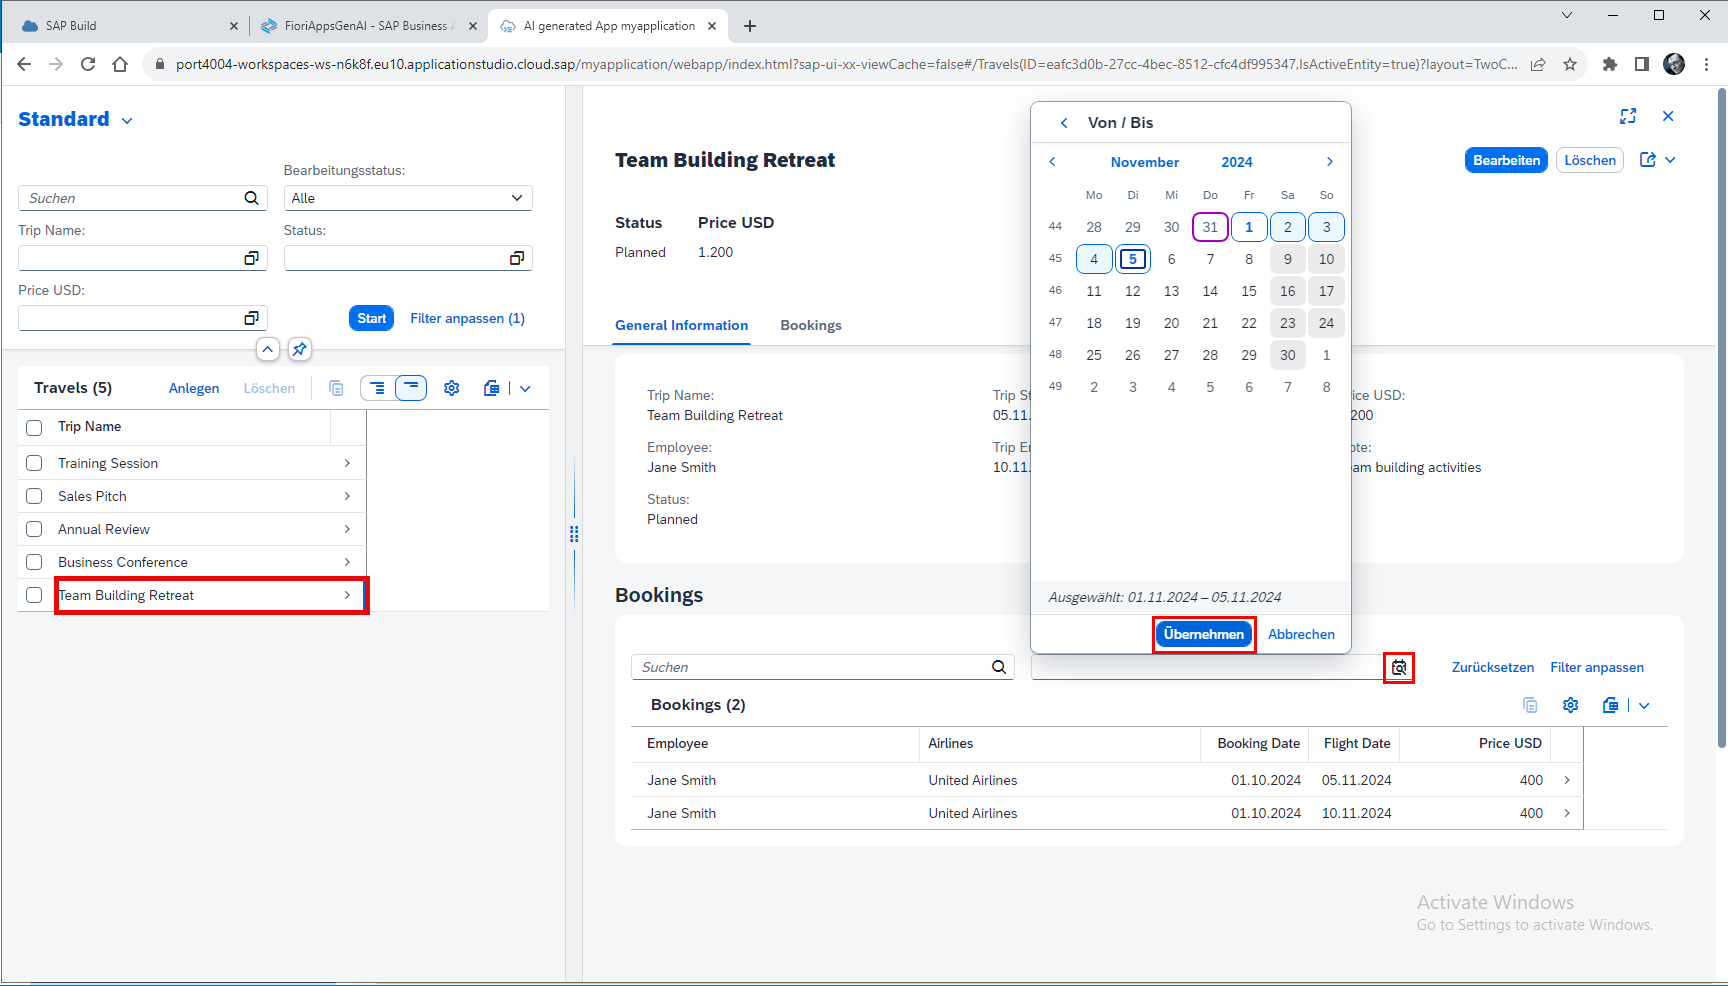 SAP Build
FioriAppsGenAI - SAP Business A
AI generated App myapplication
port4004-workspaces-ws-n6k8f.eu10.applicationstudio.cloud.sap/myapplication/webapp/index.html?sap-ui-xx-viewCache=false#/Travels(ID=eafc3d0b-27cc-4bec-8512-cfc4df995347,IsActiveEntity=true)?layout=TwoC...
Standard
Bearbeitungsstatus:
Suchen
Alle
Trip Name:
Status:
Price USD:
Start
Filter anpassen (1)
Travels (5)
Anlegen
Löschen
Trip Name
Training Session
Sales Pitch
Annual Review
Business Conference
Team Building Retreat
Team Building Retreat
Bearbeiten
Löschen
Status
Price USD
Planned
1.200
General Information
Bookings
Trip Name:
Team Building Retreat
Employee:
Jane Smith
Status:
Planned
Trip St
05.11.
Trip En
10.11.
ice USD:
200
ote:
am building activities
Von / Bis
November 2024
Mo Di Mi Do Fr Sa So
44 28 29 30 31 1 2 3
45 4 5 6 7 8 9 10
46 11 12 13 14 15 16 17
47 18 19 20 21 22 23 24
48 25 26 27 28 29 30 1
49 2 3 4 5 6 7 8
Ausgewählt: 01.11.2024 – 05.11.2024
Übernehmen
Abbrechen
Bookings
Suchen
Zurücksetzen
Filter anpassen
Bookings (2)
Employee Airlines Booking Date Flight Date Price USD
Jane Smith United Airlines 01.10.2024 05.11.2024 400
Jane Smith United Airlines 01.10.2024 10.11.2024 400
Activate Windows
Go to Settings to activate Windows.